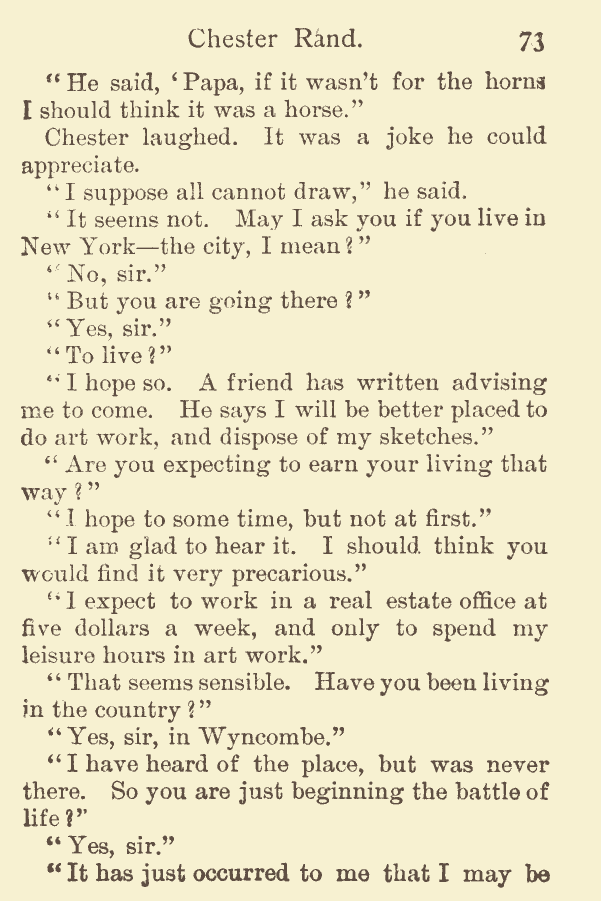 Chester Rand. 73
“He said, ‘Papa, if it wasn’t for the horns
I should think it was a horse.”
Chester laughed. It was a joke he could
appreciate.
“I suppose all cannot draw,” he said.
“It seems not. May I ask you if you live in
New York—the city, I mean?”
“No, sir.”
“But you are going there?”
“Yes, sir.”
“To live?”
“I hope so. A friend has written advising
me to come. He says I will be better placed to
do art work, and dispose of my sketches.”
“Are you expecting to earn your living that
way?”
“I hope to some time, but not at first.”
“I am glad to hear it. I should think you
would find it very precarious.”
“I expect to work in a real estate office at
five dollars a week, and only to spend my
leisure hours in art work.”
“That seems sensible. Have you been living
in the country?”
“Yes, sir, in Wyncombe.”
“I have heard of the place, but was never
there. So you are just beginning the battle of
life?”
“Yes, sir.”
“It has just occurred to me that I may be